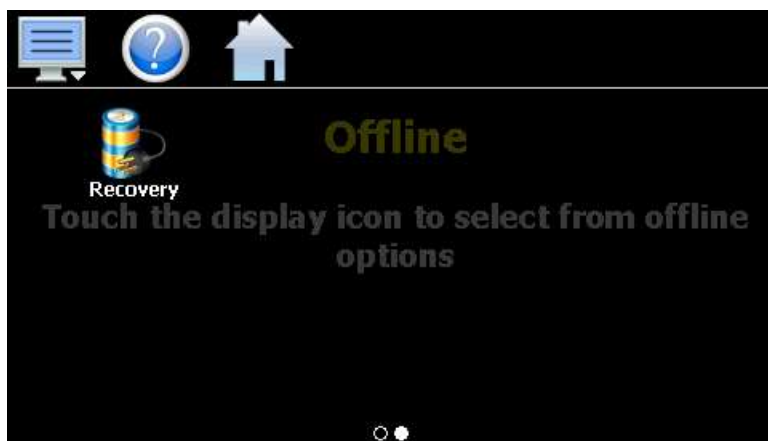 Offline
Recovery
Touch the display icon to select from offline
options